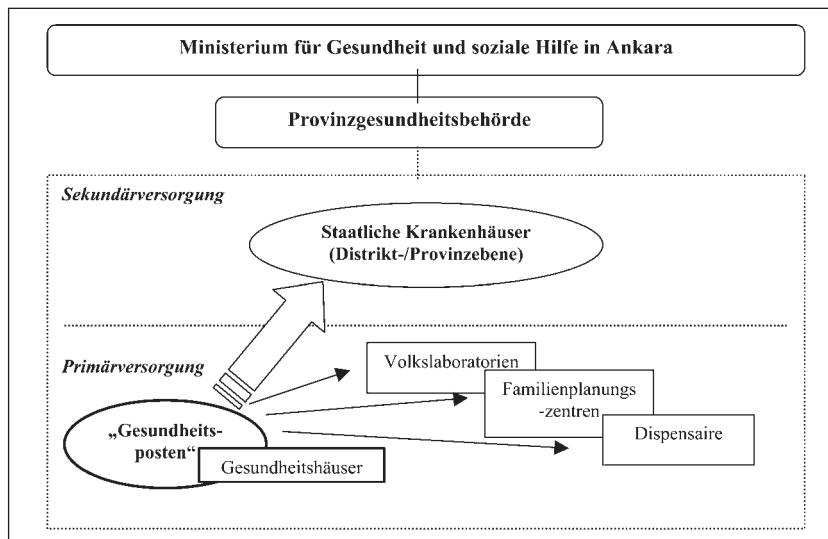 Ministerium für Gesundheit und soziale Hilfe in Ankara
Provinzgesundheitsbehörde
Sekundärversorgung
Staatliche Krankenhäuser
(Distrikt-/Provinzebene)
Primärversorgung
Volkslaboratorien
Familienplanungs
-zentren
Dispensaire
„Gesundheits-
posten“
Gesundheitshäuser